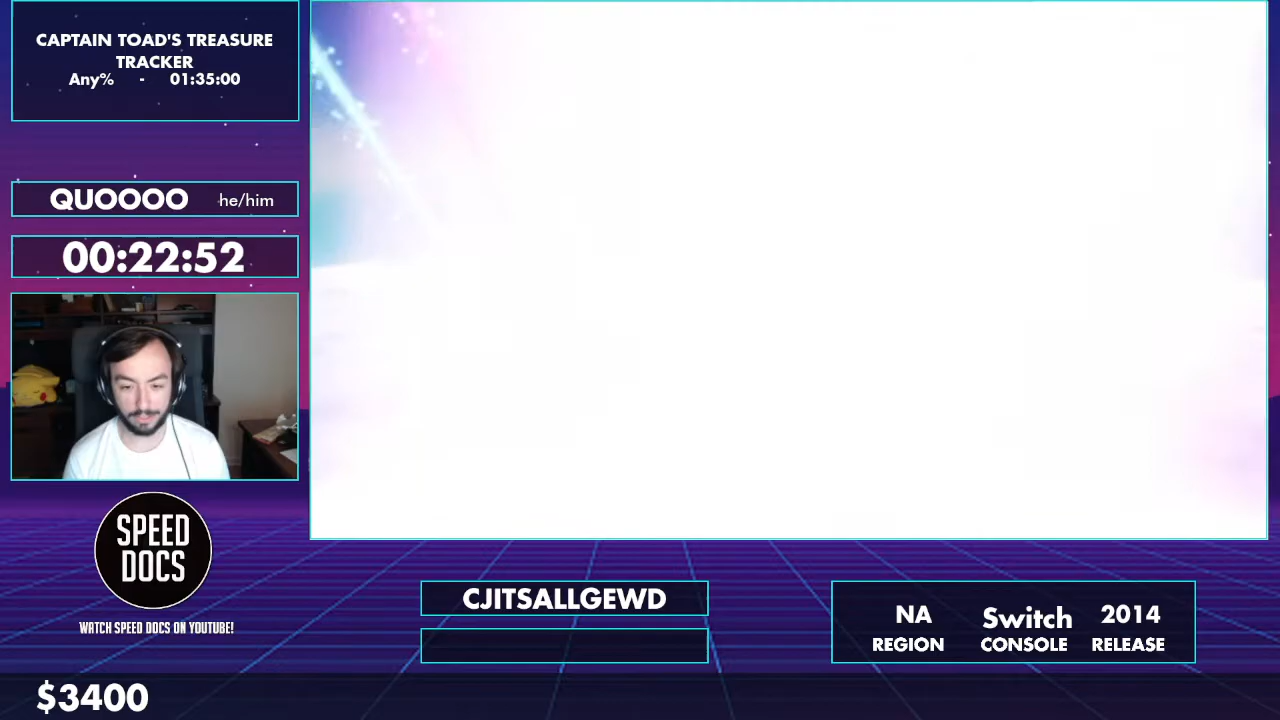 CAPTAIN TOAD'S TREASURE
TRACKER
Any% - 01:35:00
QUOOOO he/him
00:22:52
SPEED
DOCS
WATCH SPEED DOCS ON YOUTUBE!
CJITSALLGEWD
NA Switch 2014
REGION CONSOLE RELEASE
$3400